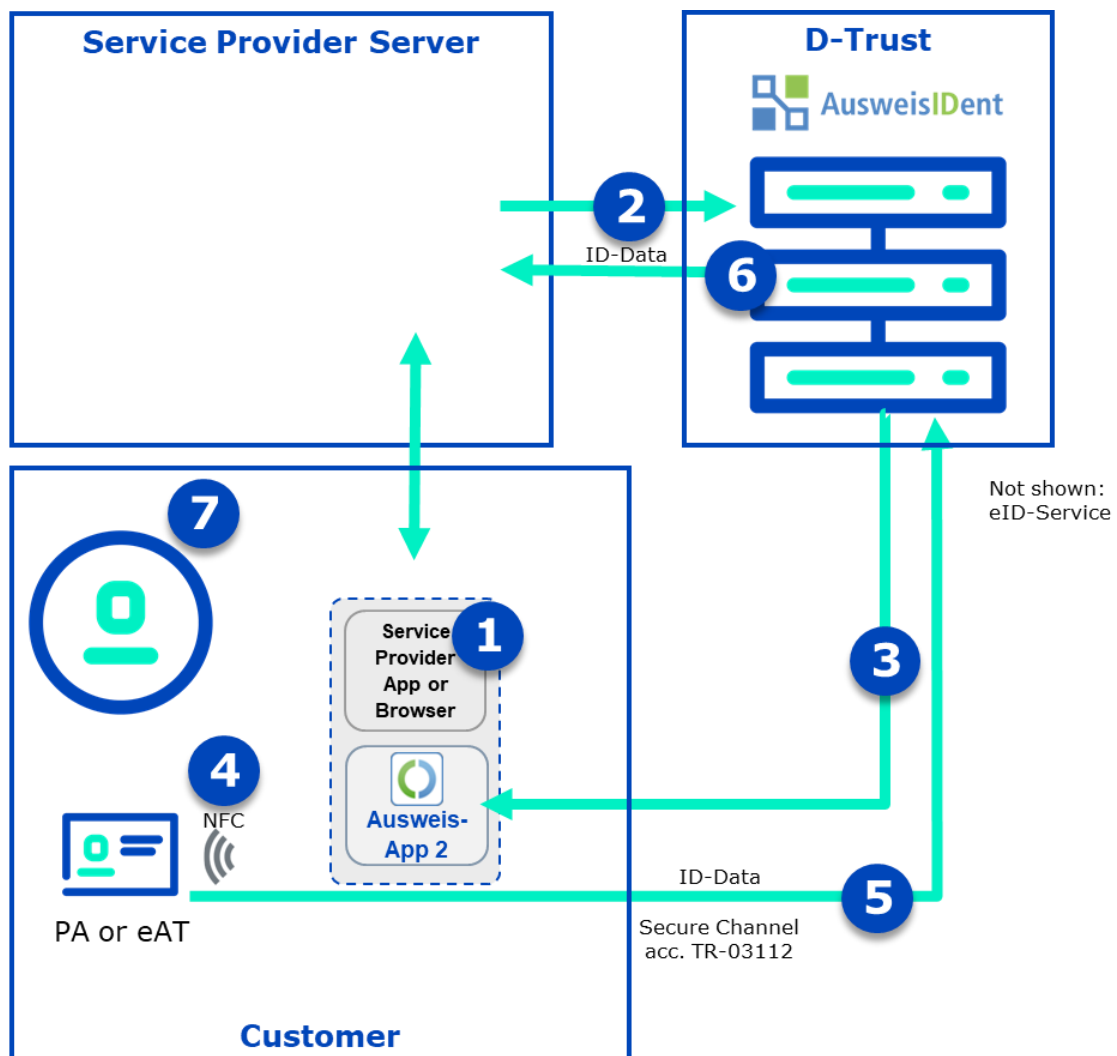 Service Provider Server
D-Trust
AusweisIDent
2
ID-Data
6
Not shown:
eID-Service
7
1
Service
Provider
App or
Browser
3
4
NFC
Ausweis-
App 2
ID-Data
5
PA or eAT
Secure Channel
acc. TR-03112
Customer